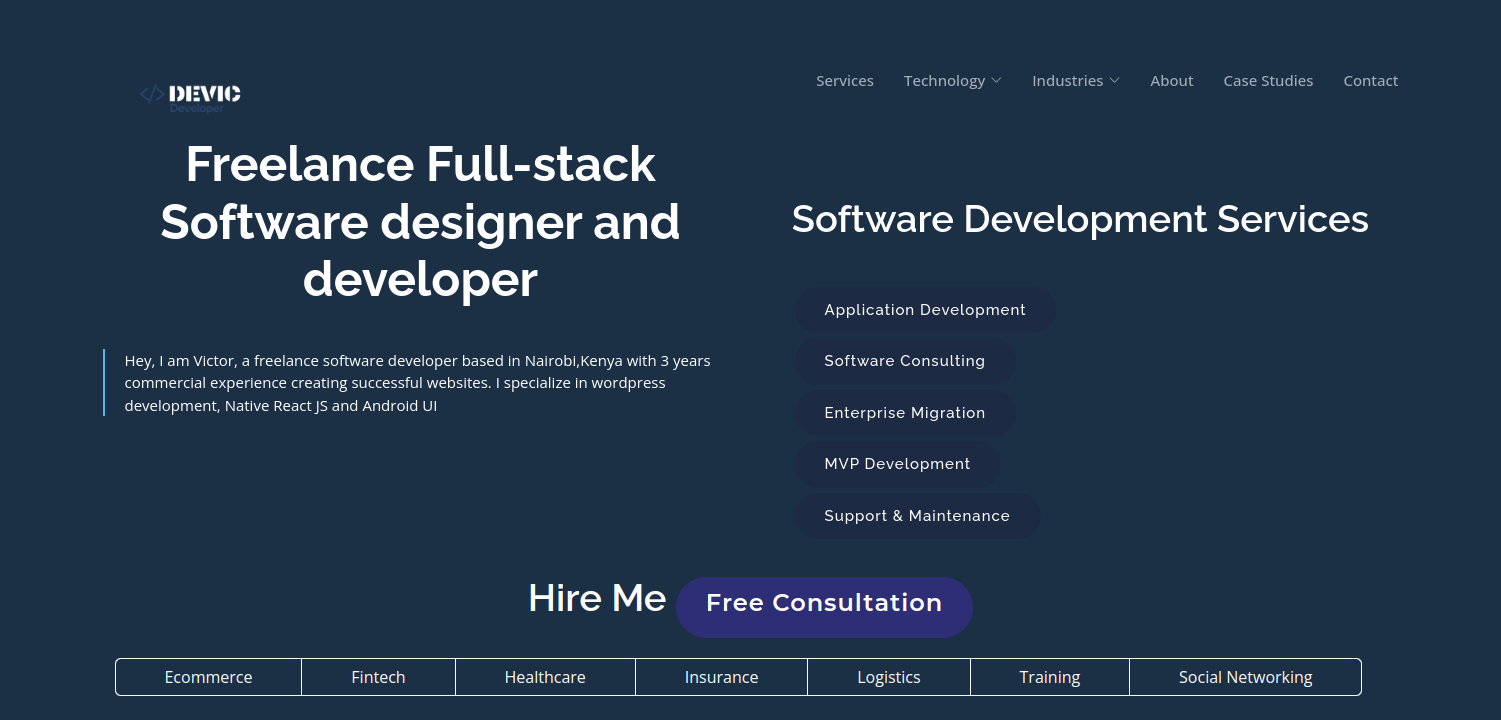 Services Technology Industries About Case Studies Contact
</> DEVIC
Developer
Freelance Full-stack
Software designer and
developer
Hey, I am Victor, a freelance software developer based in Nairobi,Kenya with 3 years
commercial experience creating successful websites. I specialize in wordpress
development, Native React JS and Android UI
Software Development Services
Application Development
Software Consulting
Enterprise Migration
MVP Development
Support & Maintenance
Hire Me Free Consultation
Ecommerce Fintech Healthcare Insurance Logistics Training Social Networking